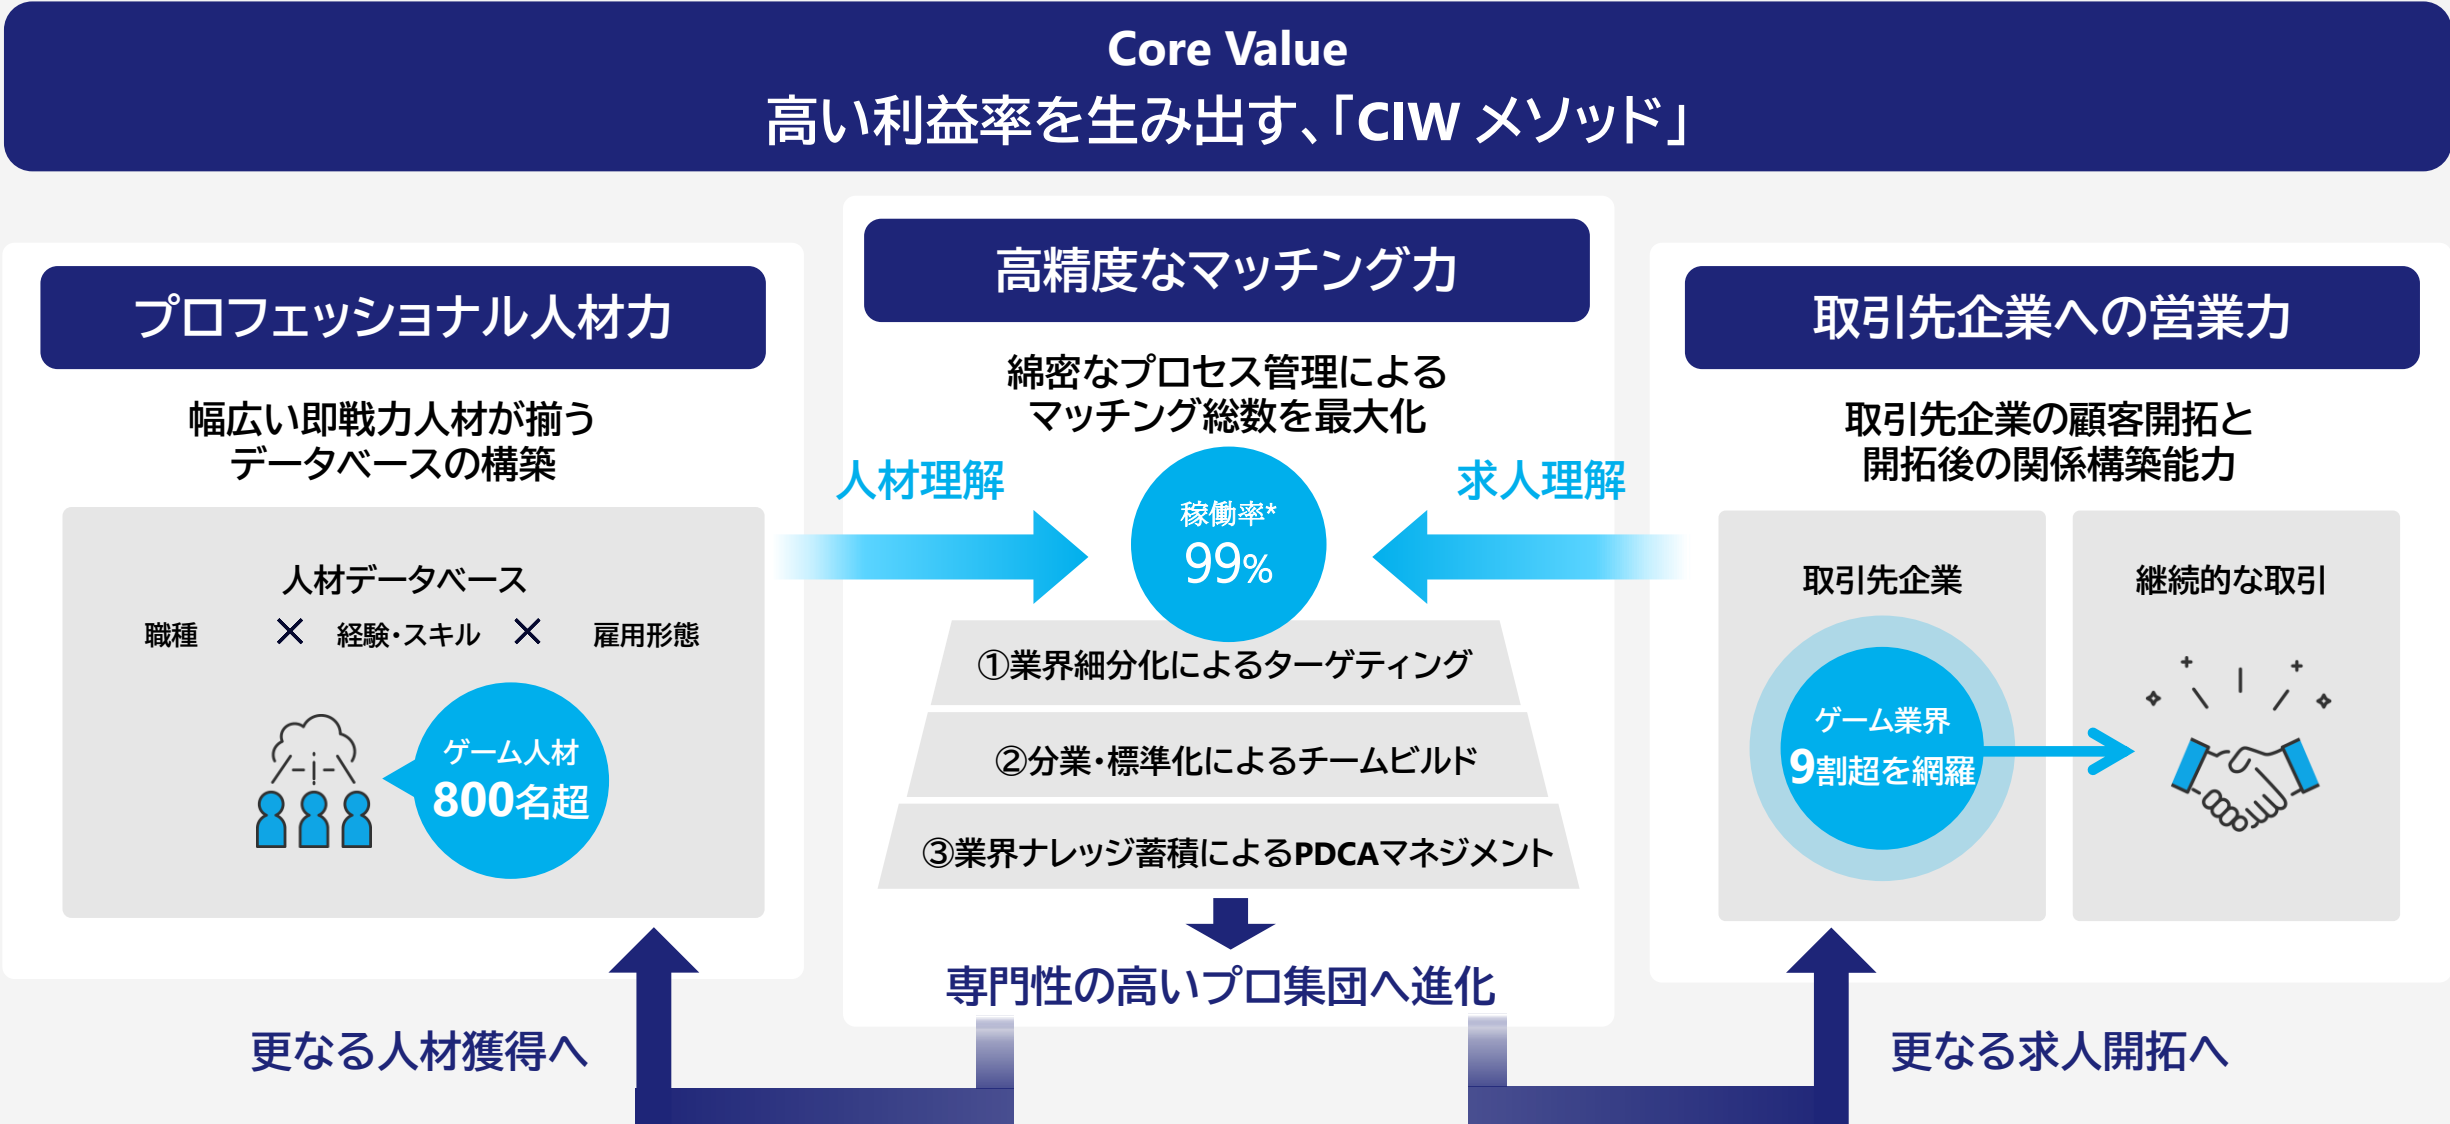 Core Value
高い利益率を生み出す、「CIW メソッド」
プロフェッショナル人材力
幅広い即戦力人材が揃う
データベースの構築
人材データベース
職種 × 経験・スキル × 雇用形態
ゲーム人材
800名超
人材理解
高精度なマッチング力
綿密なプロセス管理による
マッチング総数を最大化
稼働率*
99%
①業界細分化によるターゲティング
②分業・標準化によるチームビルド
③業界ナレッジ蓄積によるPDCAマネジメント
専門性の高いプロ集団へ進化
求人理解
取引先企業への営業力
取引先企業の顧客開拓と
開拓後の関係構築能力
取引先企業
ゲーム業界
9割超を網羅
継続的な取引
更なる人材獲得へ
更なる求人開拓へ